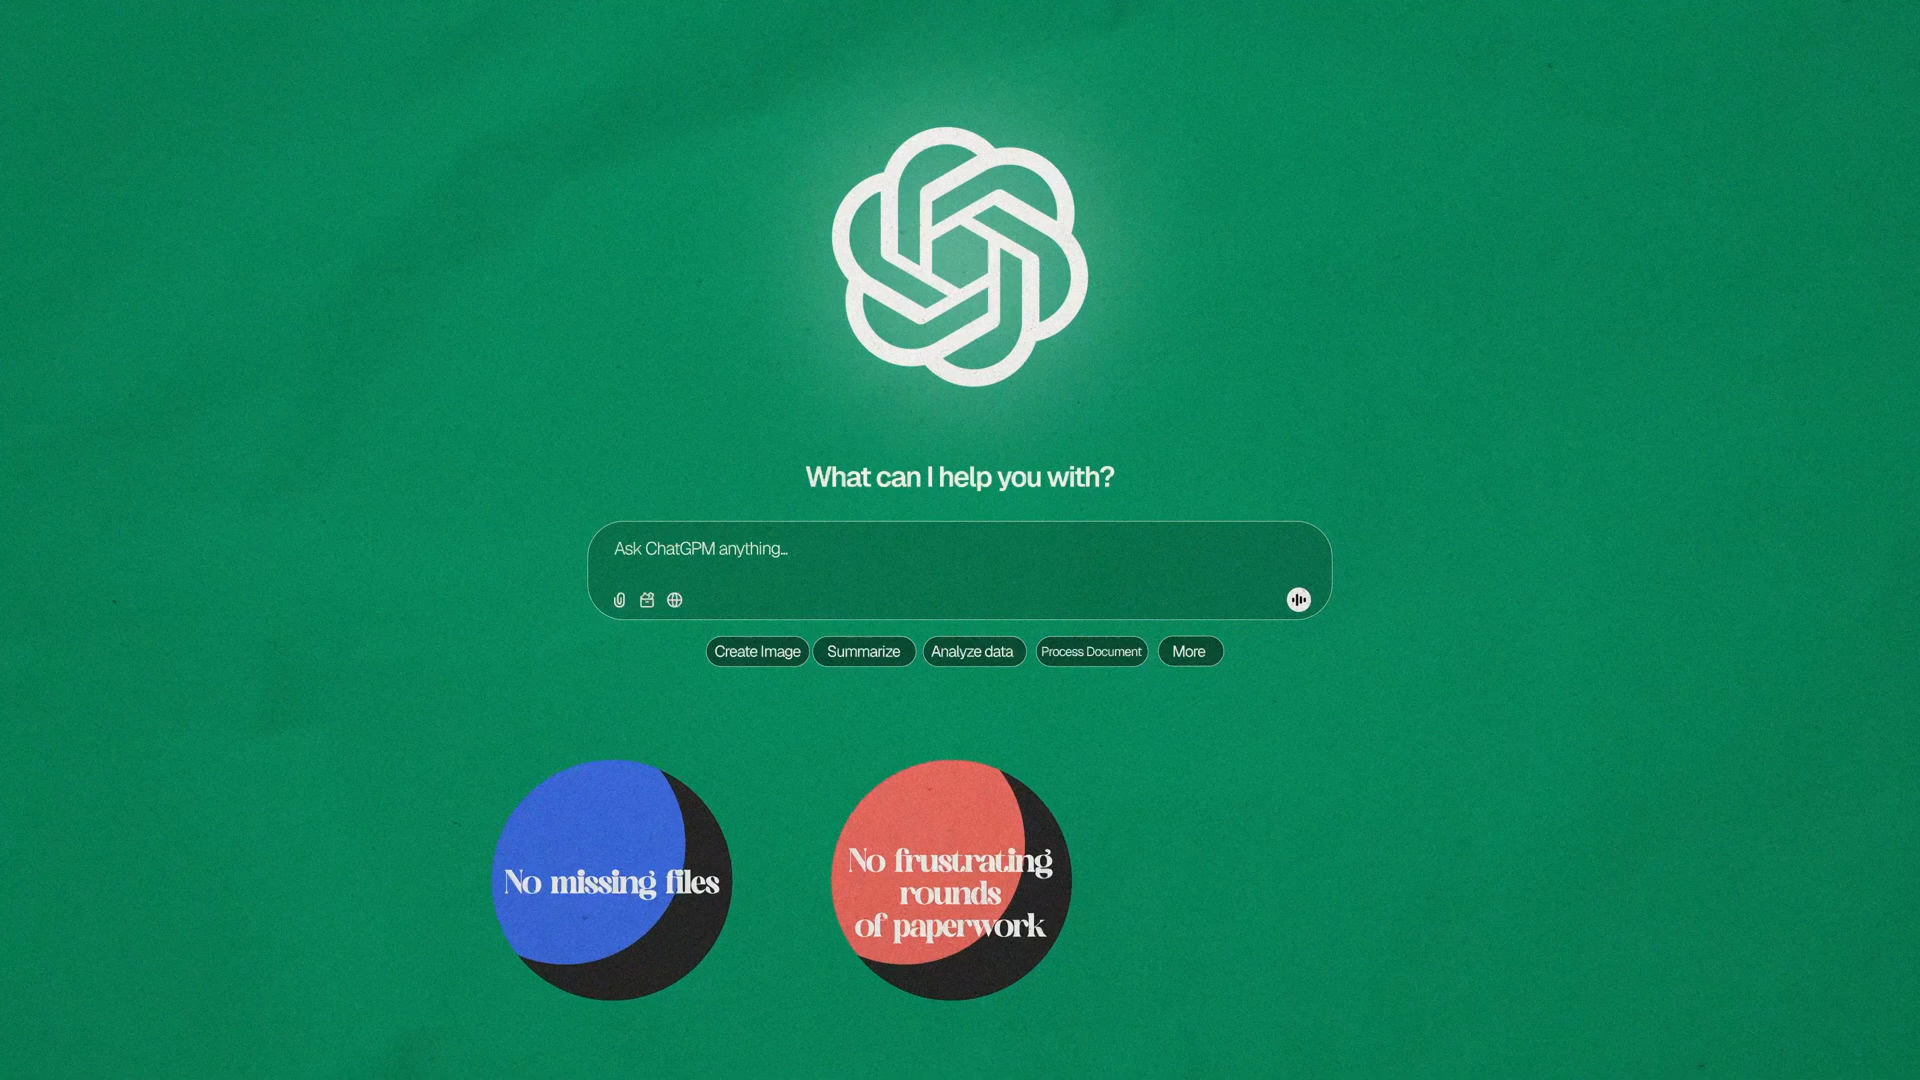 What can I help you with?
Ask ChatGPM anything...
Create Image
Summarize
Analyze data
Process Document
More
No missing files
No frustrating
rounds
of paperwork